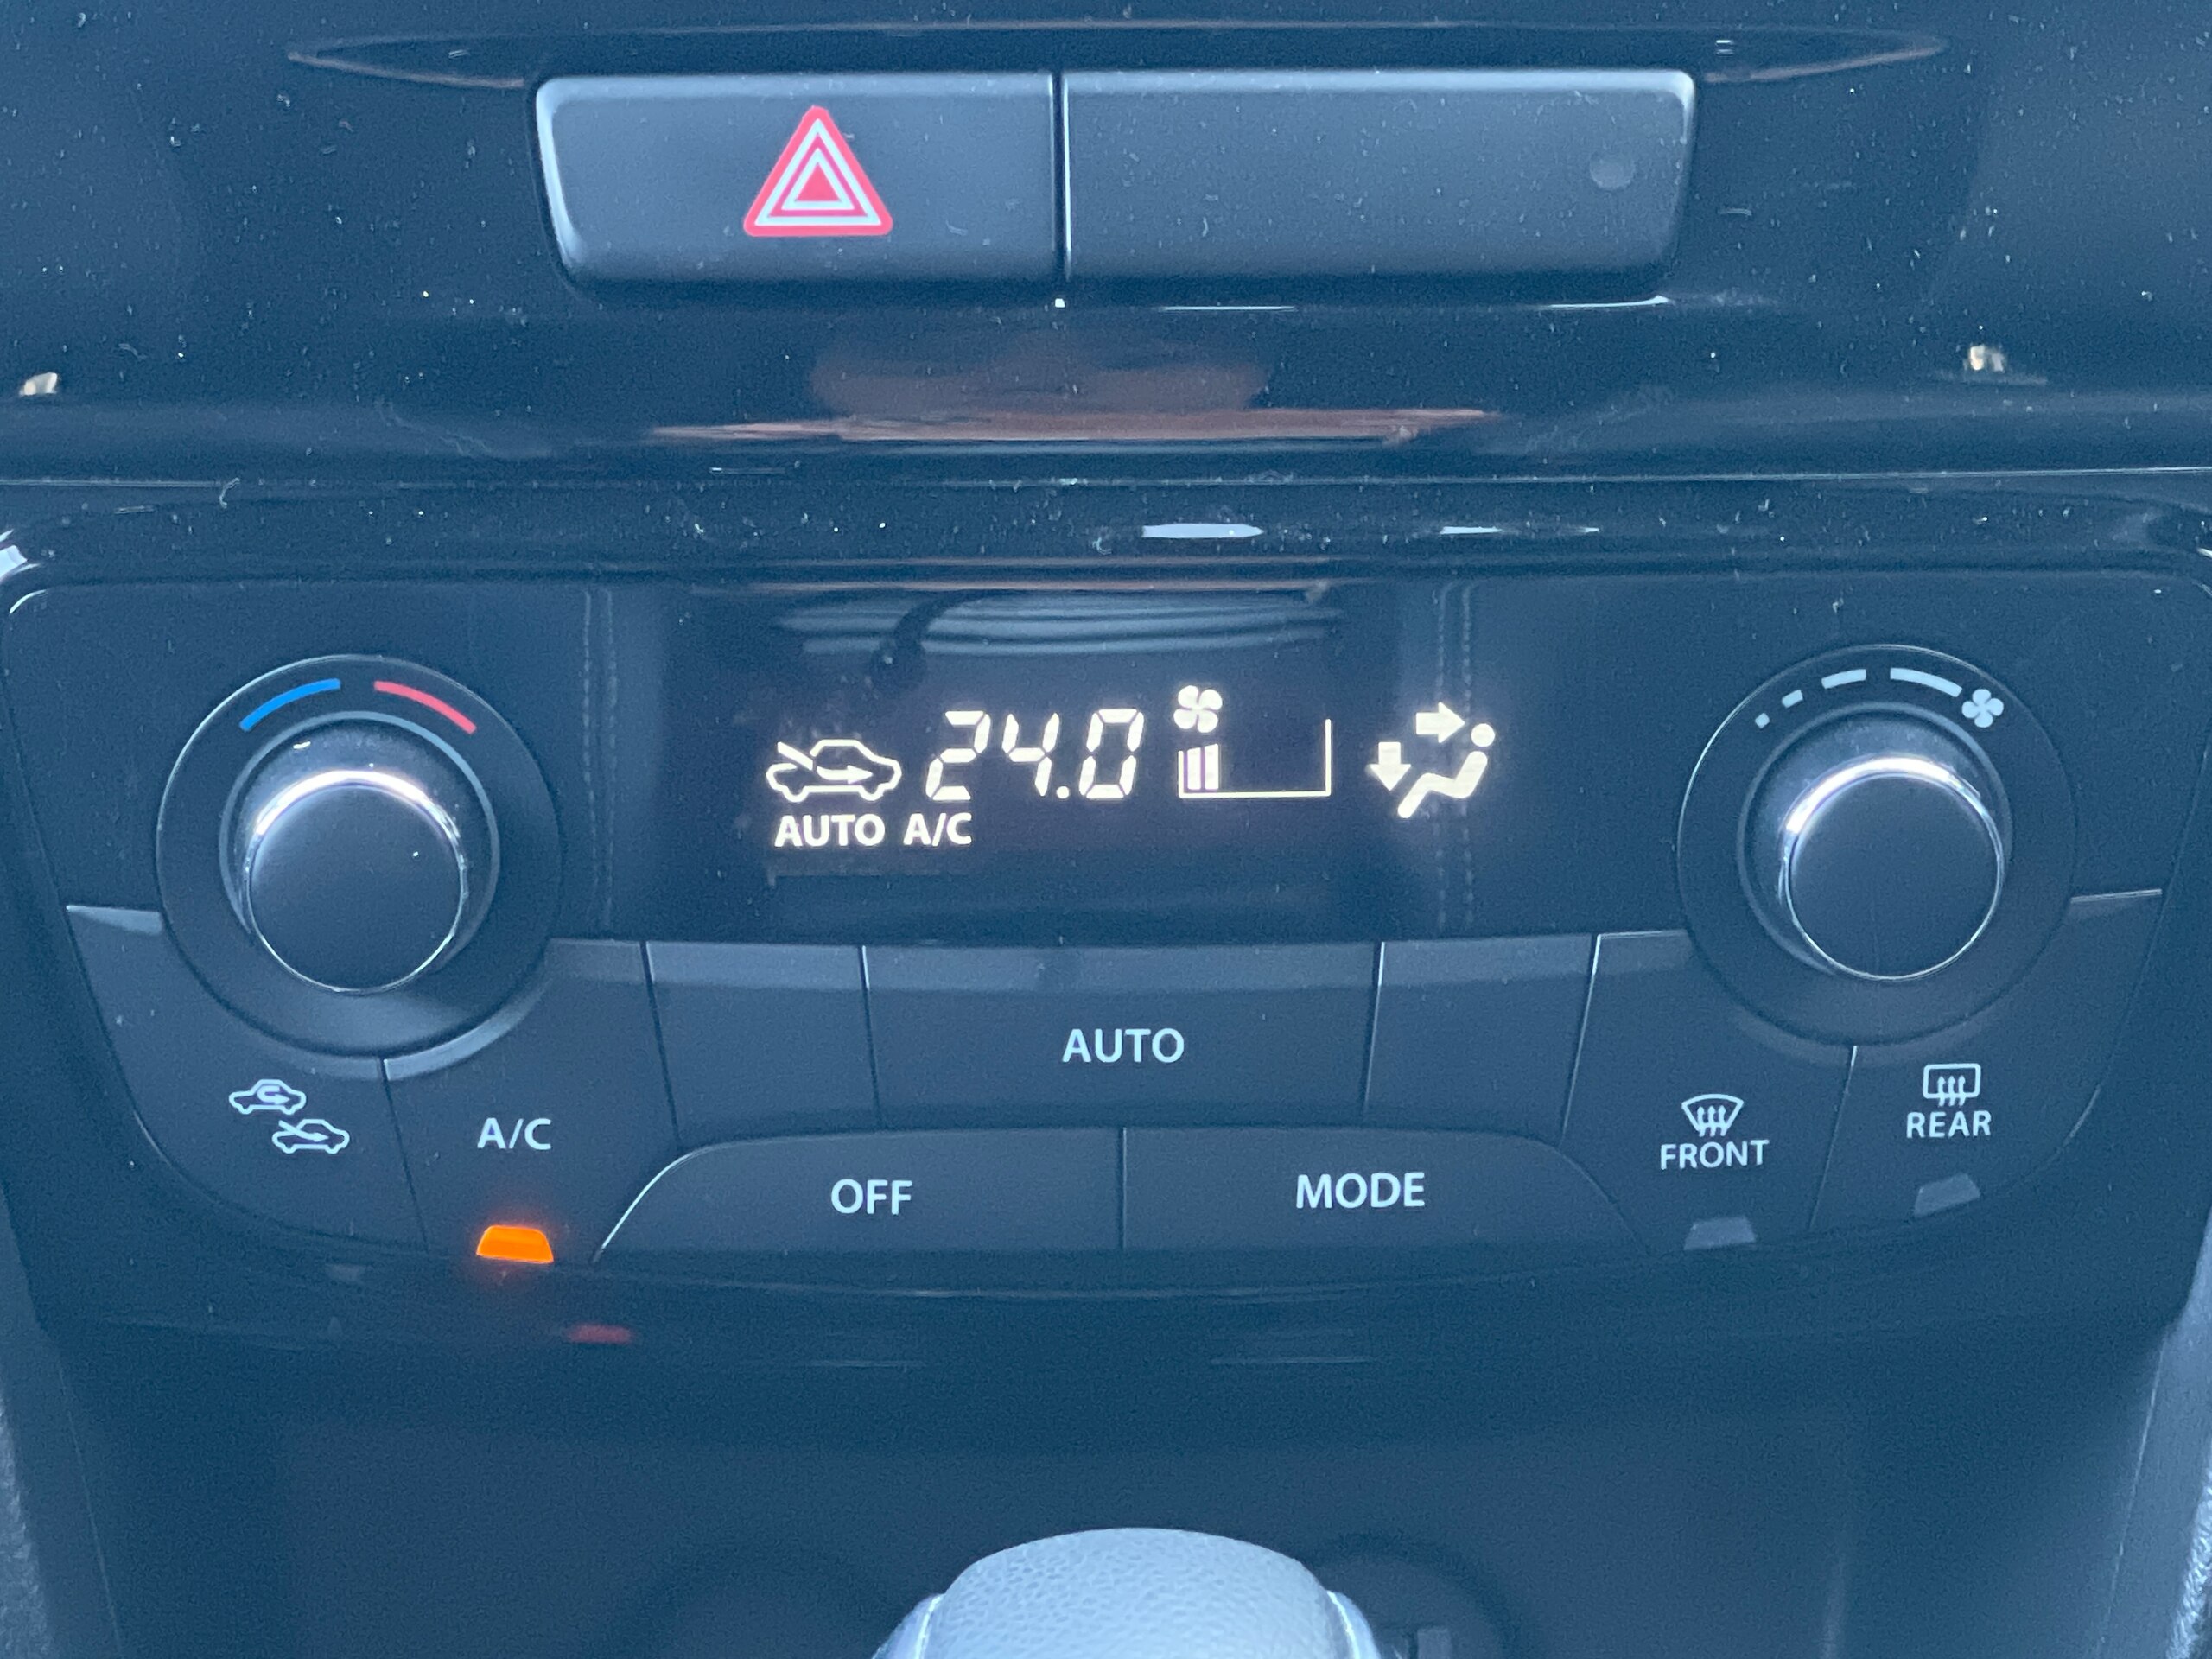 24.0
AUTO A/C
AUTO
A/C
OFF
MODE
FRONT
REAR